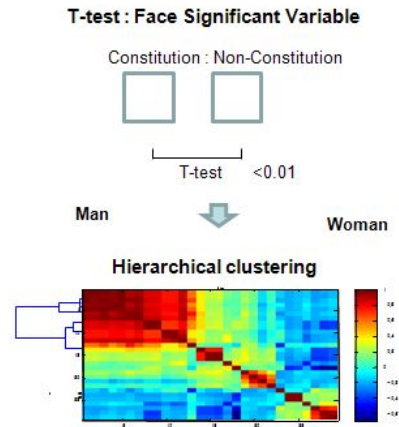 T-test : Face Significant Variable
Constitution : Non-Constitution
T-test <0.01
Man
Woman
Hierarchical clustering